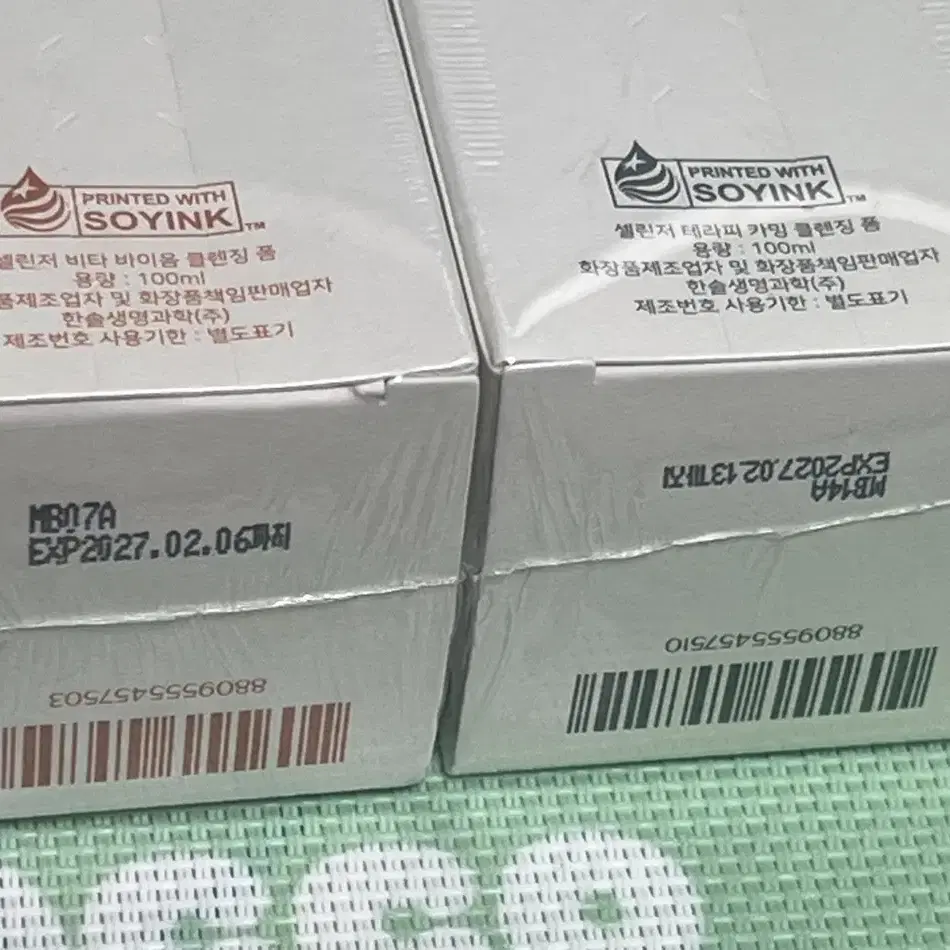 PRINTED WITH
SOYINK™
셀린저 비타 바이옴 클렌징 폼
용량 : 100ml
품제조업자 및 화장품책임판매업자
한솔생명과학(주)
제조번호 사용기한 : 별도표기
MB07A
EXP2027.02.06까지
8809555457503
PRINTED WITH
SOYINK™
셀린저 테라피 카밍 클렌징 폼
용량 : 100ml
화장품제조업자 및 화장품책임판매업자
한솔생명과학(주)
제조번호 사용기한 : 별도표기
MB14A
EXP2027.02.13까지
8809555457510